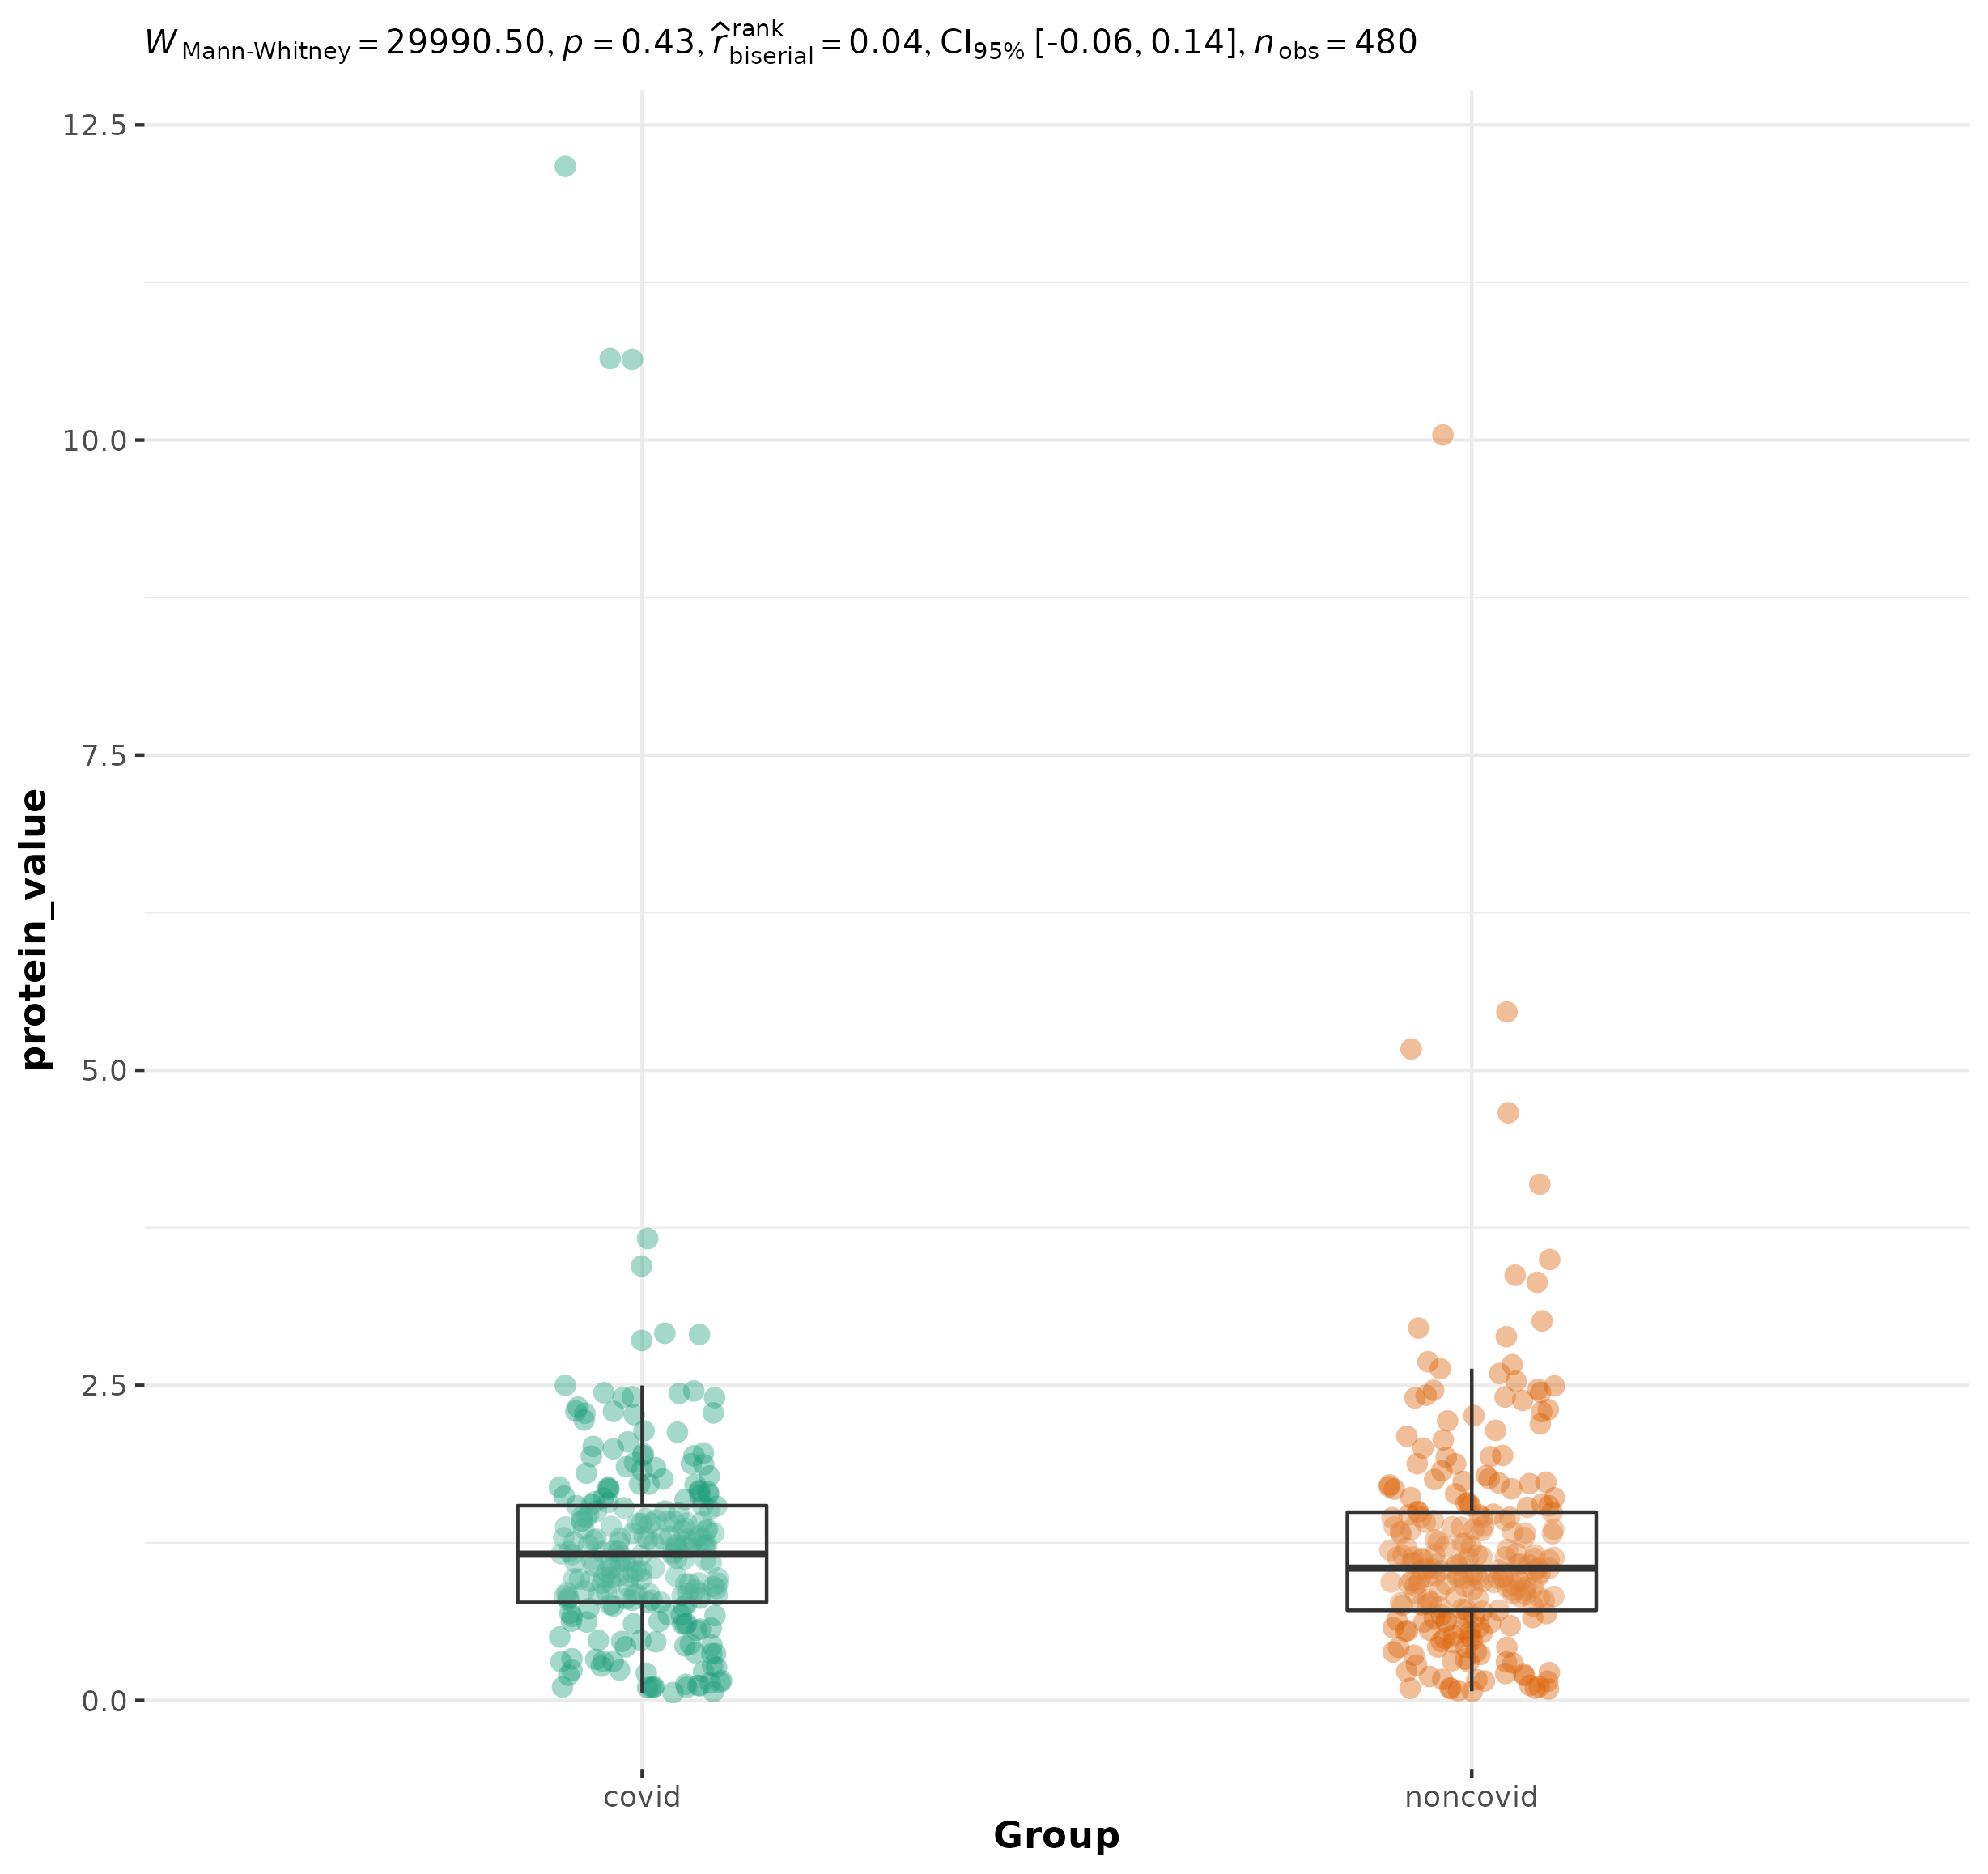 W Mann-Whitney = 29990.50, p = 0.43, r̂ rank biserial = 0.04, CI95% [-0.06, 0.14], n obs = 480
12.5
10.0
7.5
5.0
2.5
0.0
protein_value
covid noncovid
Group